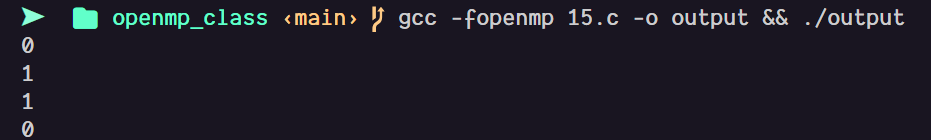 openmp_class ‹main› gcc -fopenmp 15.c -o output && ./output
0
1
1
0